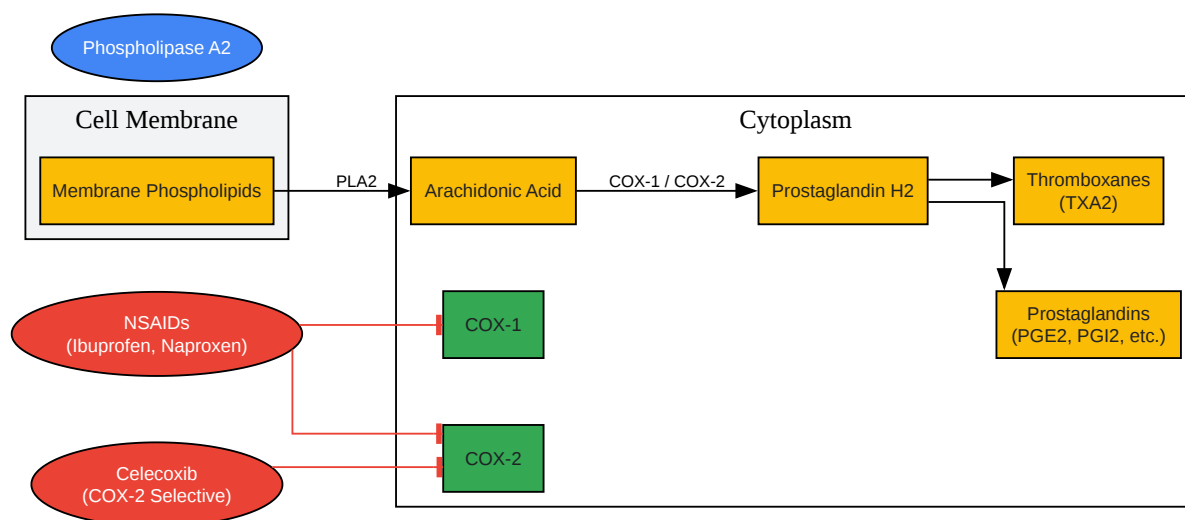 Phospholipase A2
Cell Membrane
Cytoplasm
Membrane Phospholipids
PLA2
Arachidonic Acid
COX-1 / COX-2
Prostaglandin H2
Thromboxanes
(TXA2)
NSAIDs
(Ibuprofen, Naproxen)
COX-1
Prostaglandins
(PGE2, PGI2, etc.)
COX-2
Celecoxib
(COX-2 Selective)